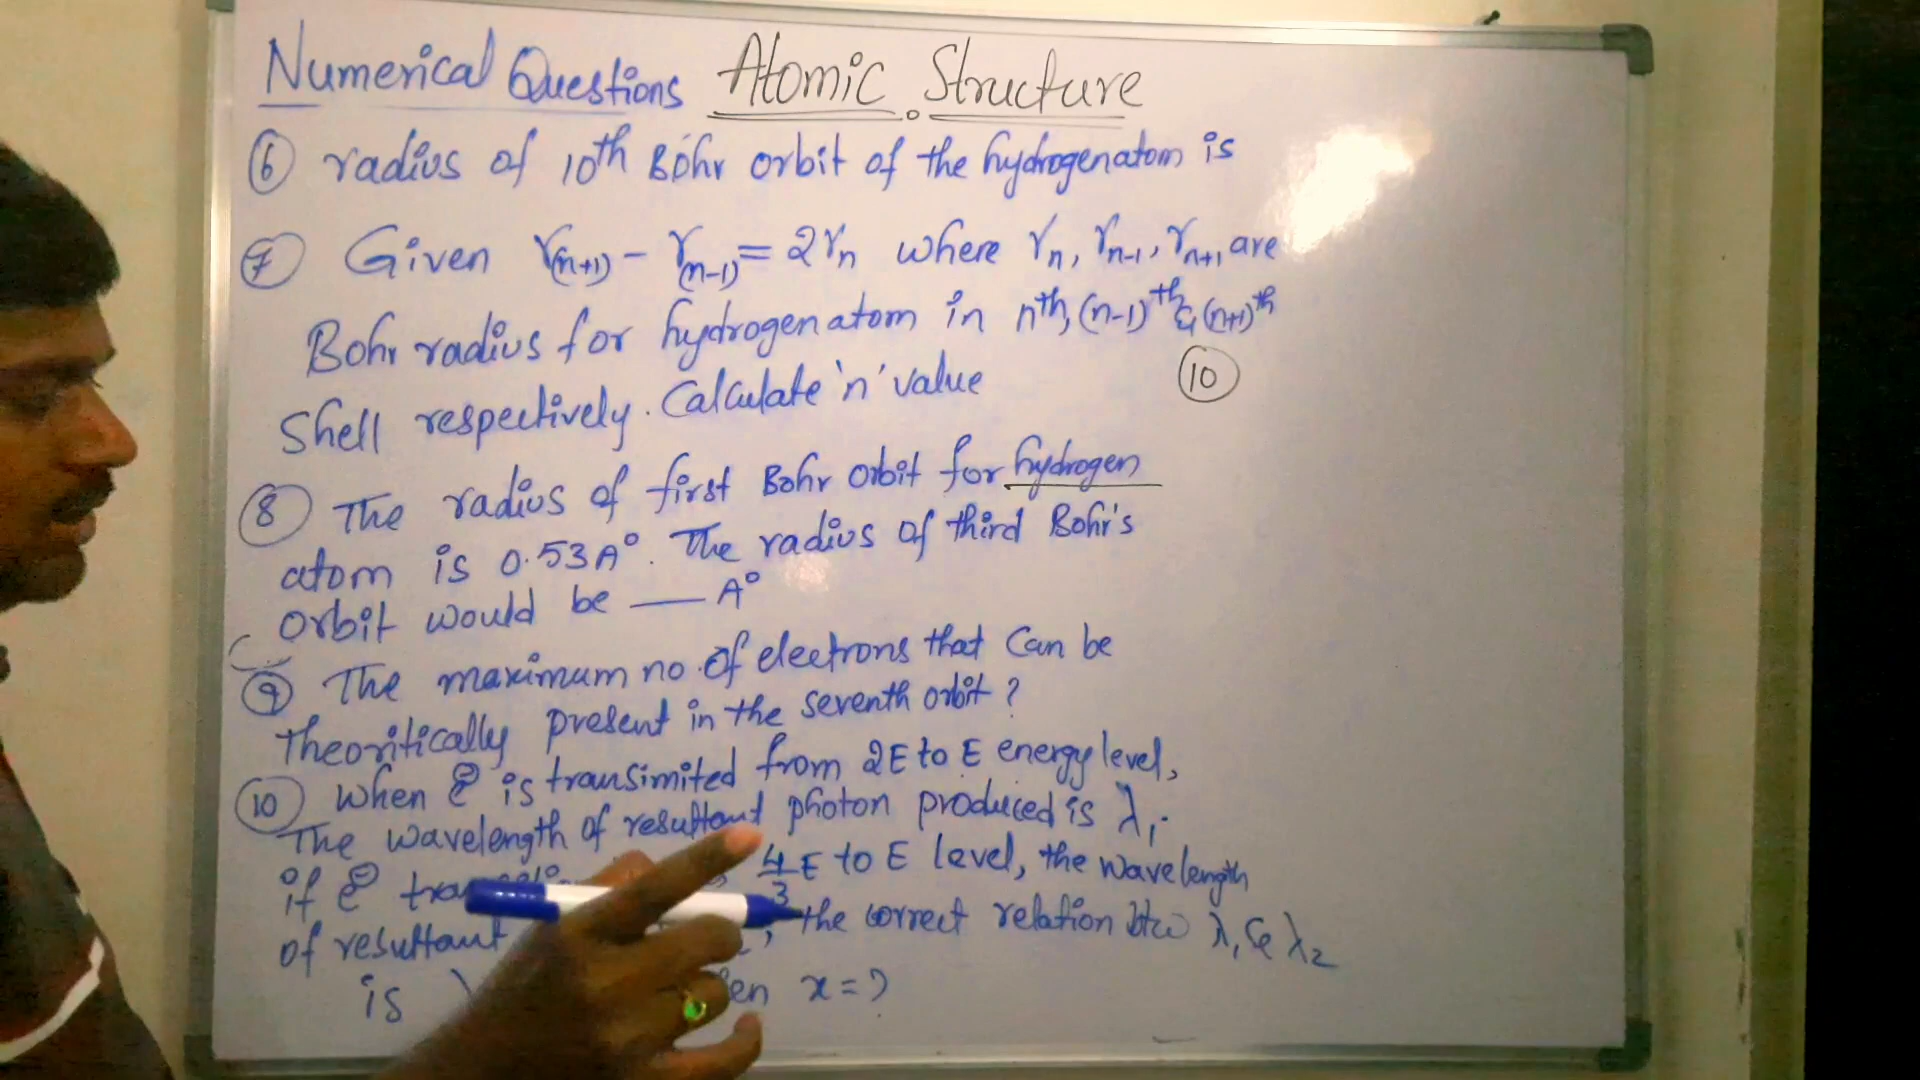 Numerical Questions Atomic Structure
⑥ radius of 10th Bohr orbit of the hydrogen atom is
⑦ Given r(n+1) - r(n-1) = 2rn where rn, rn-1, rn+1 are
Bohr radius for hydrogen atom in nth, (n-1)th & (n+1)th
Shell respectively. Calculate 'n' value
⑩
⑧ The radius of first Bohr orbit for hydrogen
atom is 0.53A°. The radius of third Bohr's
orbit would be — A°
⑨ The maximum no. of electrons that can be
theoritically present in the seventh orbit?
⑩ When e is transimited from 2E to E energy level,
The wavelength of resultant photon produced is λ1.
if e 4/3 E to E level, the wavelength
of resultant , the correct relation btw λ1 & λ2
is x = ?